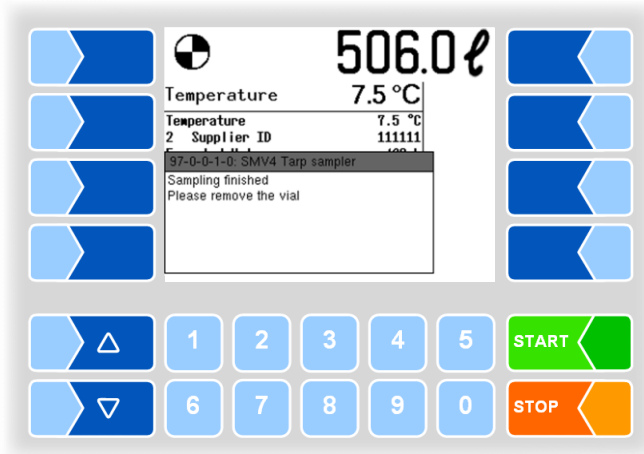 506.0 ℓ
Temperature 7.5 °C
Temperature 7.5 °C
2 Supplier ID 111111
97-0-0-1-0: SMV4 Tarp sampler
Sampling finished
Please remove the vial
1 2 3 4 5 START
6 7 8 9 0 STOP